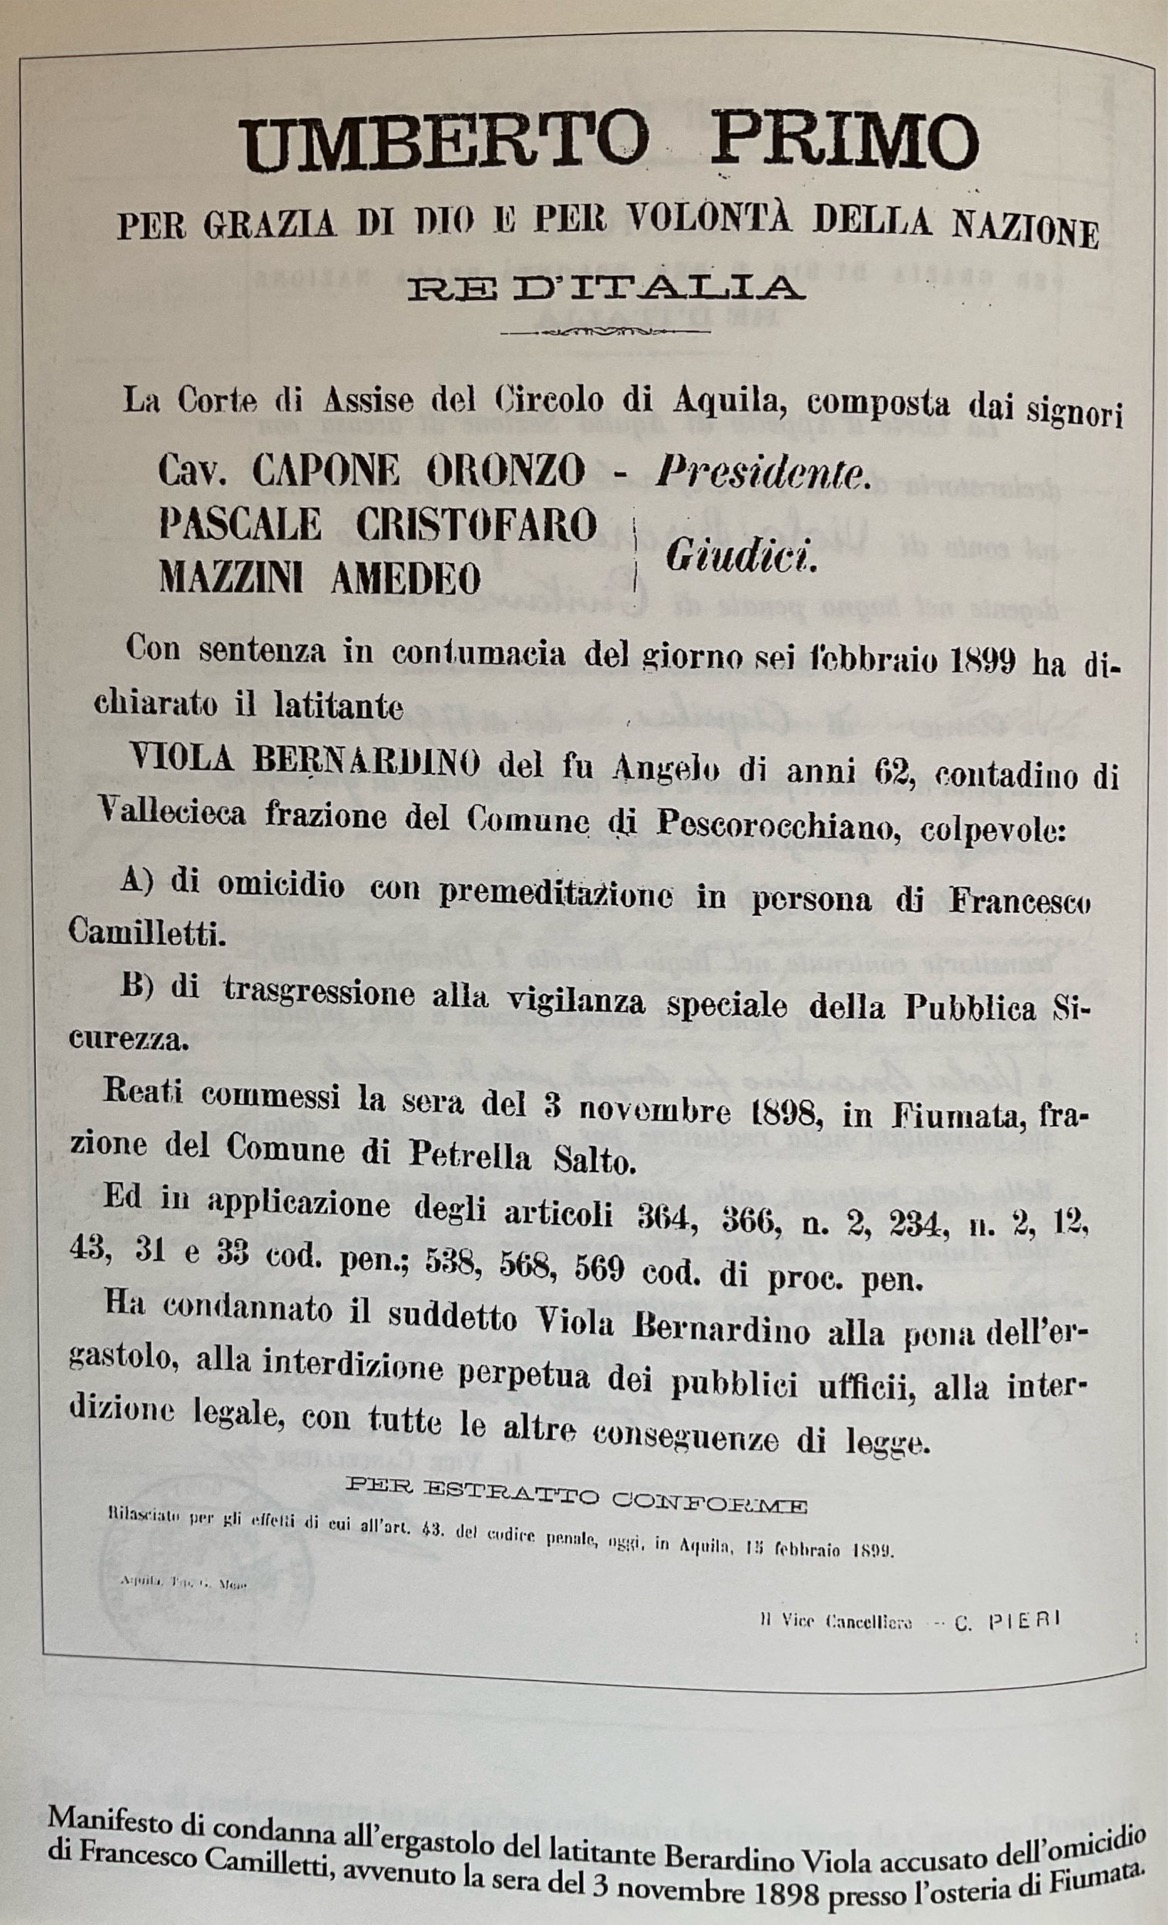 UMBERTO PRIMO
PER GRAZIA DI DIO E PER VOLONTÀ DELLA NAZIONE
RE D'ITALIA
La Corte di Assise del Circolo di Aquila, composta dai signori
Cav. CAPONE ORONZO - Presidente.
PASCALE CRISTOFARO
MAZZINI AMEDEO
Giudici.
Con sentenza in contumacia del giorno sei febbraio 1899 ha di-
chiarato il latitante
VIOLA BERNARDINO del fu Angelo di anni 62, contadino di
Vallecieca frazione del Comune di Pescorocchiano, colpevole:
A) di omicidio con premeditazione in persona di Francesco
Camilletti.
B) di trasgressione alla vigilanza speciale della Pubblica Si-
curezza.
Reati commessi la sera del 3 novembre 1898, in Fiumata, fra-
zione del Comune di Petrella Salto.
Ed in applicazione degli articoli 364, 366, n. 2, 234, n. 2, 12,
43, 31 e 33 cod. pen.; 538, 568, 569 cod. di proc. pen.
Ha condannato il suddetto Viola Bernardino alla pena dell'er-
gastolo, alla interdizione perpetua dei pubblici ufficii, alla inter-
dizione legale, con tutte le altre conseguenze di legge.
PER ESTRATTO CONFORME
Rilasciato per gli effetti di cui all'art. 43. del codice penale, oggi, in Aquila, 15 febbraio 1899.
Aquila,
Il Vice Cancelliere - C. PIERI
Manifesto di condanna all'ergastolo del latitante Berardino Viola accusato dell'omicidio
di Francesco Camilletti, avvenuto la sera del 3 novembre 1898 presso l'osteria di Fiumata.